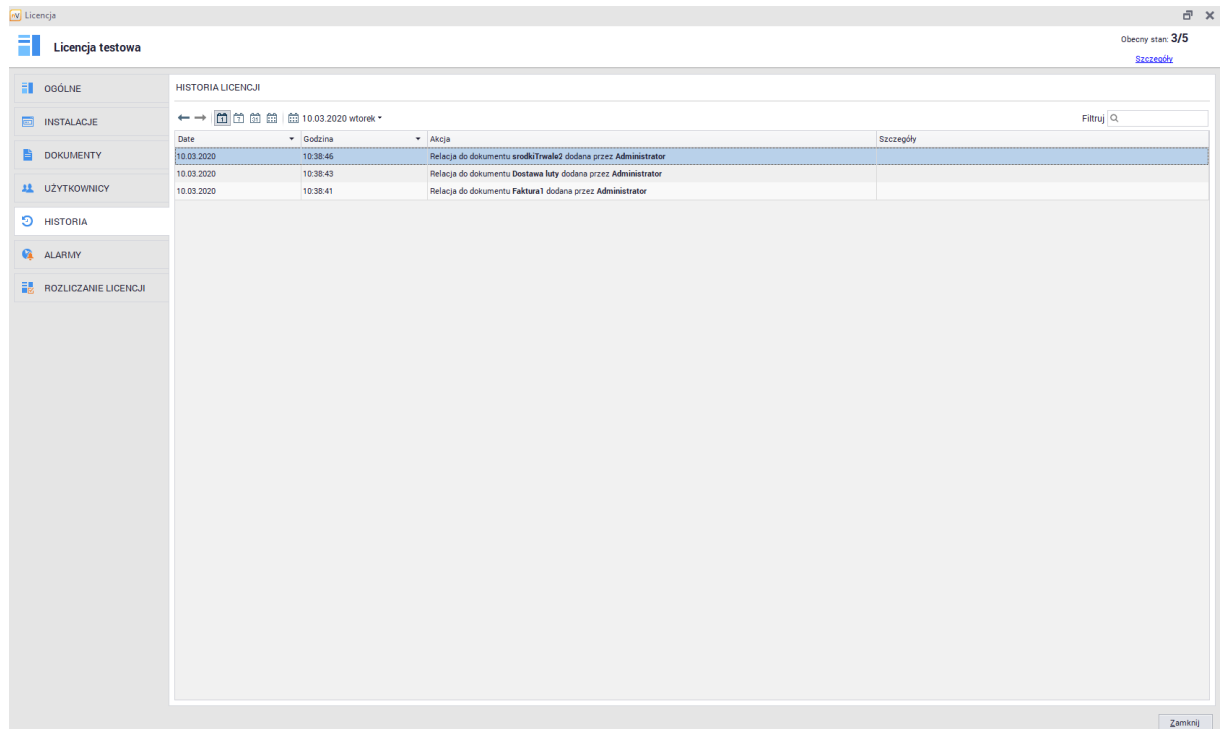 Licencja
Licencja testowa
Obecny stan: 3/5
Szczegóły
OGÓLNE
INSTALACJE
DOKUMENTY
UŻYTKOWNICY
HISTORIA
ALARMY
ROZLICZANIE LICENCJI
HISTORIA LICENCJI
10.03.2020 wtorek
Filtruj
Date Godzina Akcja Szczegóły
10.03.2020 10:38:46 Relacja do dokumentu srodkiTrwale2 dodana przez Administrator
10.03.2020 10:38:43 Relacja do dokumentu Dostawa luty dodana przez Administrator
10.03.2020 10:38:41 Relacja do dokumentu Faktura1 dodana przez Administrator
Zamknij